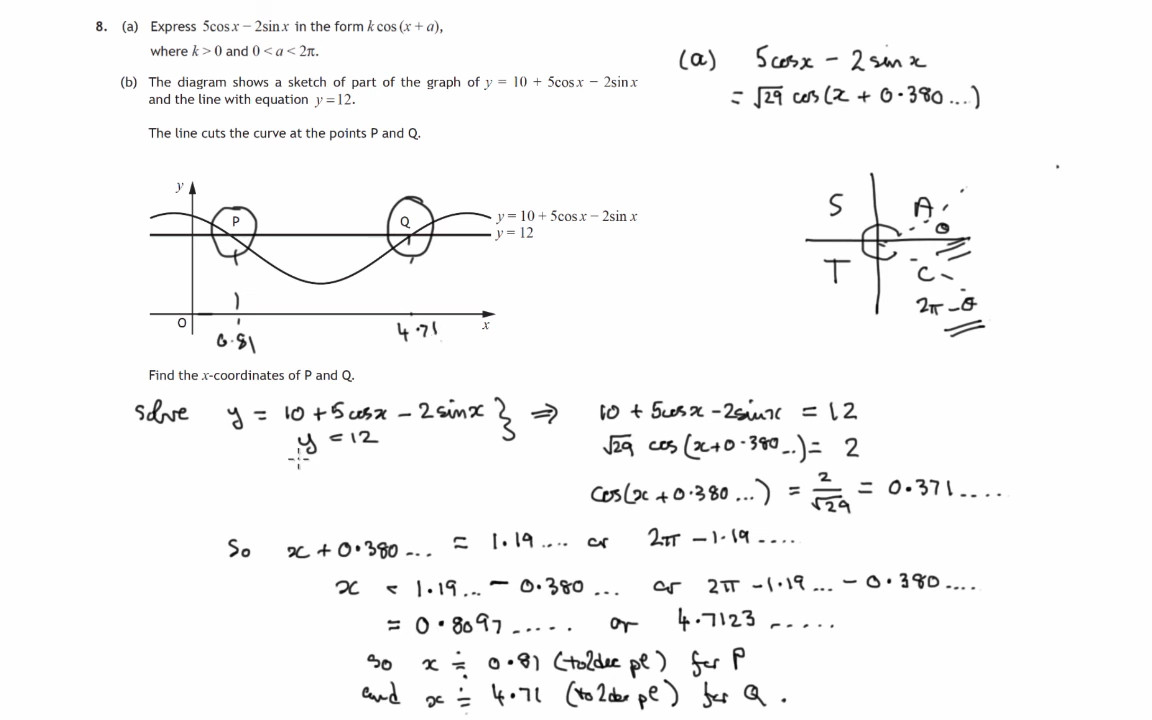 8. (a) Express 5cos x − 2sin x in the form k cos (x + a),
where k > 0 and 0 < a < 2π.
(b) The diagram shows a sketch of part of the graph of y = 10 + 5cos x − 2sin x
and the line with equation y = 12.
The line cuts the curve at the points P and Q.
(a) 5cosx − 2 sin x
= √29 cos(x + 0·380...)
S A θ
T C
2π − θ
y
P
Q
y = 10 + 5cos x − 2sin x
y = 12
O
x
0·81
4·71
Find the x-coordinates of P and Q.
solve y = 10 + 5cosx − 2sinx } ⇒ 10 + 5cosx − 2sinx = 12
y = 12
√29 cos (x+0·380...) = 2
cos(x + 0·380...) = 2/√29 = 0·371....
So x + 0·380... = 1·19.... or 2π − 1·19....
x = 1·19... − 0·380... or 2π − 1·19... − 0·380....
= 0·8097..... or 4·7123.....
so x ≑ 0·81 (to 2 dec pl) for P
and x ≑ 4·71 (to 2 dec pl) for Q.